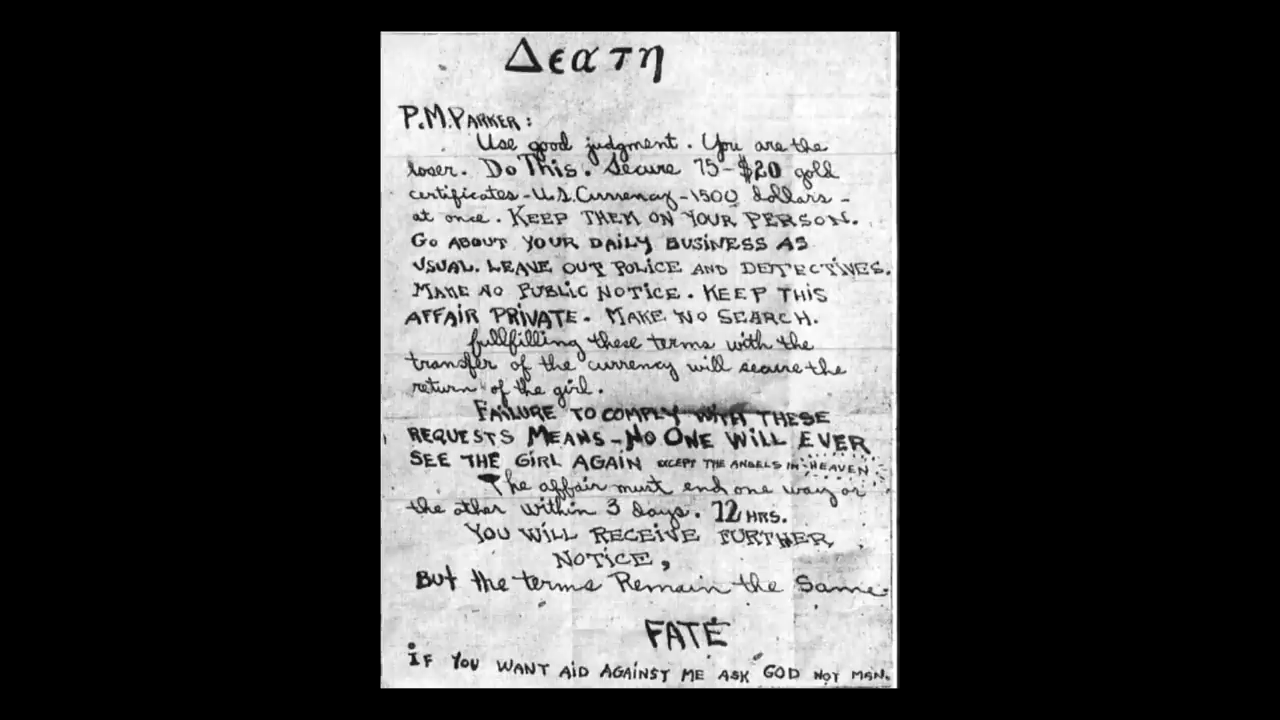 Δεατη
P.M. PARKER:
Use good judgment. You are the
loser. Do This. Secure 75-$20 gold
certificates - U.S. Currency - 1500 dollars -
at once. KEEP THEM ON YOUR PERSON.
GO ABOUT YOUR DAILY BUSINESS AS
USUAL. LEAVE OUT POLICE AND DETECTIVES.
MAKE NO PUBLIC NOTICE. KEEP THIS
AFFAIR PRIVATE. MAKE NO SEARCH.
fullfilling these terms with the
transfer of the currency will secure the
return of the girl.
FAILURE TO COMPLY WITH THESE
REQUESTS MEANS - NO ONE WILL EVER
SEE THE GIRL AGAIN EXCEPT THE ANGELS IN HEAVEN
The affair must end one way or
the other within 3 days. 72 HRS.
YOU WILL RECEIVE FURTHER
NOTICE,
But the terms Remain the Same
FATE
IF YOU WANT AID AGAINST ME ASK GOD NOT MAN.